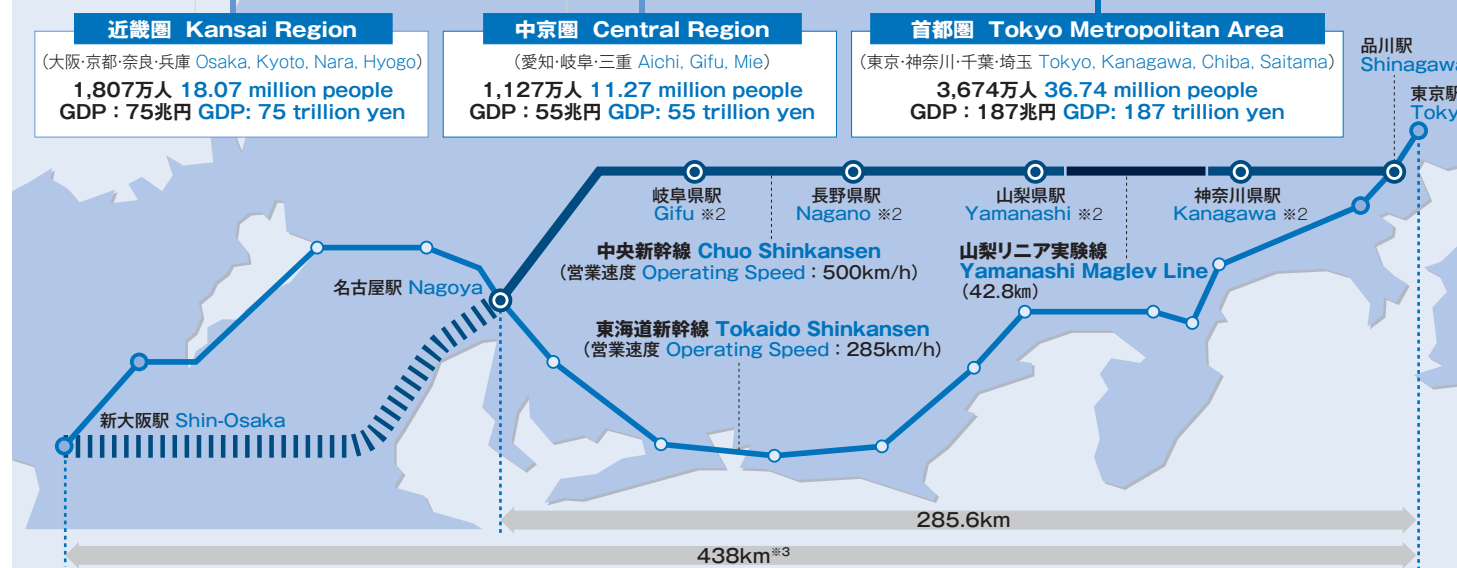 近畿圏 Kansai Region
(大阪·京都·奈良·兵庫 Osaka, Kyoto, Nara, Hyogo)
1,807万人 18.07 million people
GDP：75兆円 GDP: 75 trillion yen
中京圏 Central Region
(愛知·岐阜·三重 Aichi, Gifu, Mie)
1,127万人 11.27 million people
GDP：55兆円 GDP: 55 trillion yen
首都圏 Tokyo Metropolitan Area
(東京·神奈川·千葉·埼玉 Tokyo, Kanagawa, Chiba, Saitama)
3,674万人 36.74 million people
GDP：187兆円 GDP: 187 trillion yen
品川駅
Shinagawa
東京駅
Toky
岐阜県駅
Gifu ※2
長野県駅
Nagano ※2
山梨県駅
Yamanashi ※2
神奈川県駅
Kanagawa ※2
中央新幹線 Chuo Shinkansen
(営業速度 Operating Speed：500km/h)
山梨リニア実験線
Yamanashi Maglev Line
(42.8㎞)
名古屋駅 Nagoya
東海道新幹線 Tokaido Shinkansen
(営業速度 Operating Speed：285km/h)
新大阪駅 Shin-Osaka
285.6km
438km※3